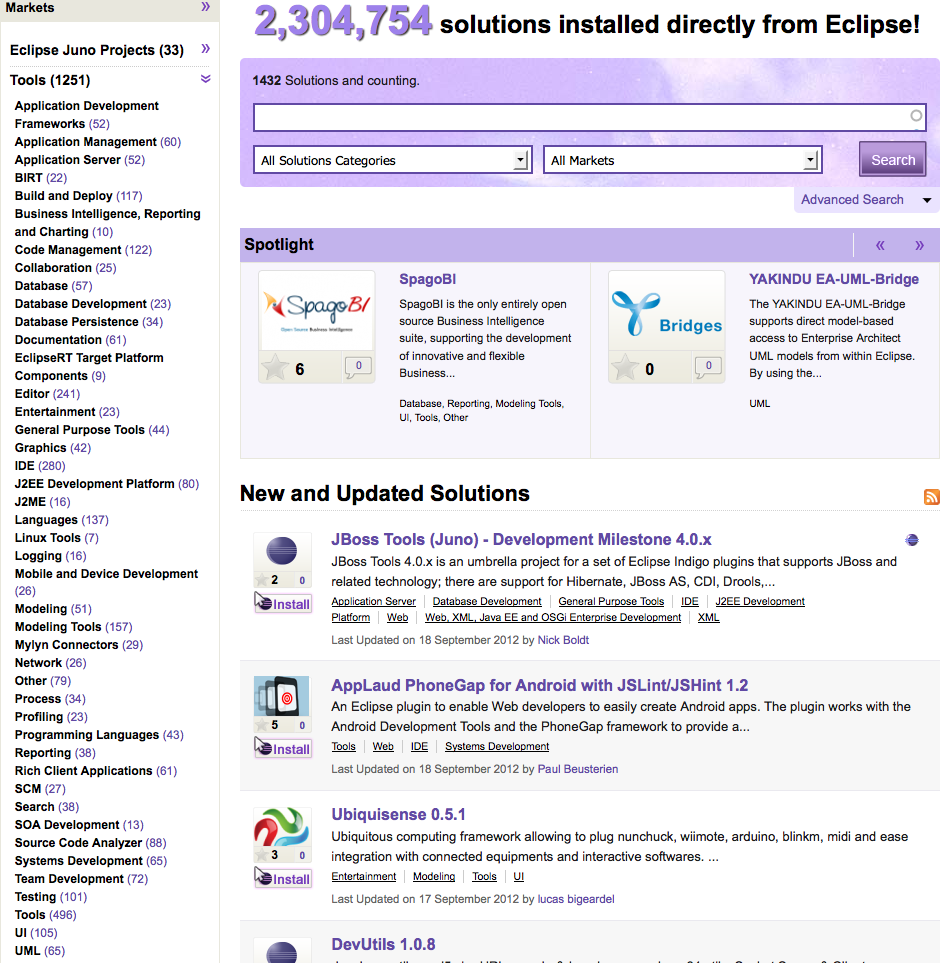 Markets »
Eclipse Juno Projects (33) »
Tools (1251)
Application Development
Frameworks (52)
Application Management (60)
Application Server (52)
BIRT (22)
Build and Deploy (117)
Business Intelligence, Reporting
and Charting (10)
Code Management (122)
Collaboration (25)
Database (57)
Database Development (23)
Database Persistence (34)
Documentation (61)
EclipseRT Target Platform
Components (9)
Editor (241)
Entertainment (23)
General Purpose Tools (44)
Graphics (42)
IDE (280)
J2EE Development Platform (80)
J2ME (16)
Languages (137)
Linux Tools (7)
Logging (16)
Mobile and Device Development
(26)
Modeling (51)
Modeling Tools (157)
Mylyn Connectors (29)
Network (26)
Other (79)
Process (34)
Profiling (23)
Programming Languages (43)
Reporting (38)
Rich Client Applications (61)
SCM (27)
Search (38)
SOA Development (13)
Source Code Analyzer (88)
Systems Development (65)
Team Development (72)
Testing (101)
Tools (496)
UI (105)
UML (65)
2,304,754 solutions installed directly from Eclipse!
1432 Solutions and counting.
All Solutions Categories
All Markets
Search
Advanced Search
Spotlight « »
SpagoBI
Open Source Business Intelligence
6 0
SpagoBI
SpagoBI is the only entirely open
source Business Intelligence
suite, supporting the development
of innovative and flexible
Business...
Database, Reporting, Modeling Tools,
UI, Tools, Other
Bridges
0 0
YAKINDU EA-UML-Bridge
The YAKINDU EA-UML-Bridge
supports direct model-based
access to Enterprise Architect
UML models from within Eclipse.
By using the...
UML
New and Updated Solutions
2 0
Install
JBoss Tools (Juno) - Development Milestone 4.0.x
JBoss Tools 4.0.x is an umbrella project for a set of Eclipse Indigo plugins that supports JBoss and
related technology; there are support for Hibernate, JBoss AS, CDI, Drools,...
Application Server Database Development General Purpose Tools IDE J2EE Development
Platform Web Web, XML, Java EE and OSGi Enterprise Development XML
Last Updated on 18 September 2012 by Nick Boldt
5 0
Install
AppLaud PhoneGap for Android with JSLint/JSHint 1.2
An Eclipse plugin to enable Web developers to easily create Android apps. The plugin works with the
Android Development Tools and the PhoneGap framework to provide a...
Tools Web IDE Systems Development
Last Updated on 18 September 2012 by Paul Beusterien
3 0
Install
Ubiquisense 0.5.1
Ubiquitous computing framework allowing to plug nunchuck, wiimote, arduino, blinkm, midi and ease
integration with connected equipments and interactive softwares. ...
Entertainment Modeling Tools UI
Last Updated on 17 September 2012 by lucas bigeardel
DevUtils 1.0.8